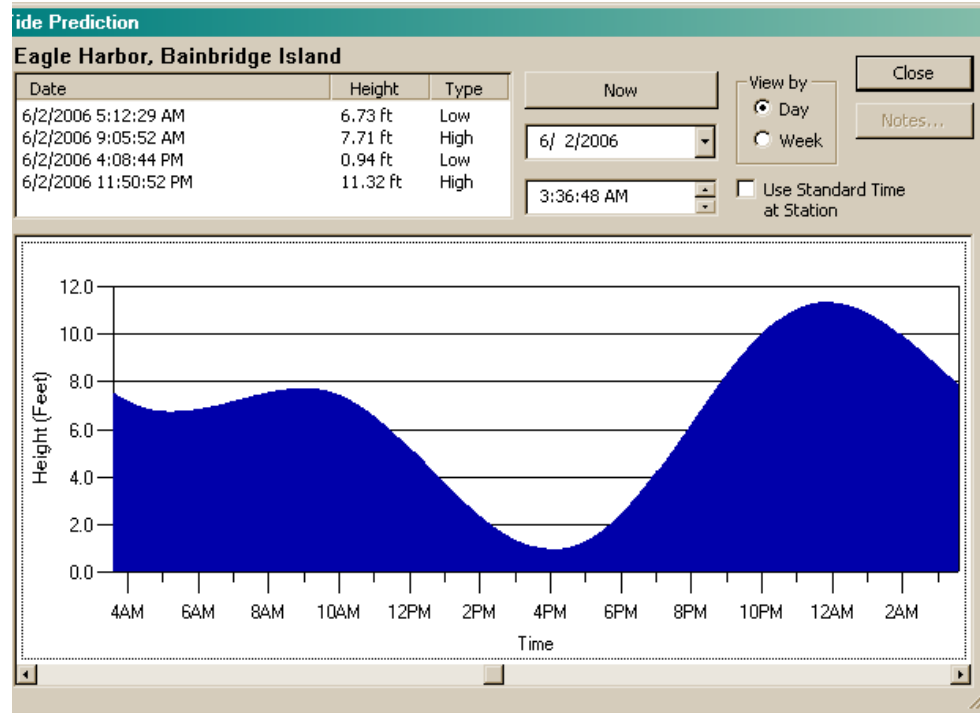 ide Prediction
Eagle Harbor, Bainbridge Island
Date Height Type
6/2/2006 5:12:29 AM 6.73 ft Low
6/2/2006 9:05:52 AM 7.71 ft High
6/2/2006 4:08:44 PM 0.94 ft Low
6/2/2006 11:50:52 PM 11.32 ft High
Now
6/ 2/2006
3:36:48 AM
View by
Day
Week
Close
Notes...
Use Standard Time
at Station
12.0
10.0
8.0
6.0
4.0
2.0
0.0
Height (Feet)
4AM 6AM 8AM 10AM 12PM 2PM 4PM 6PM 8PM 10PM 12AM 2AM
Time